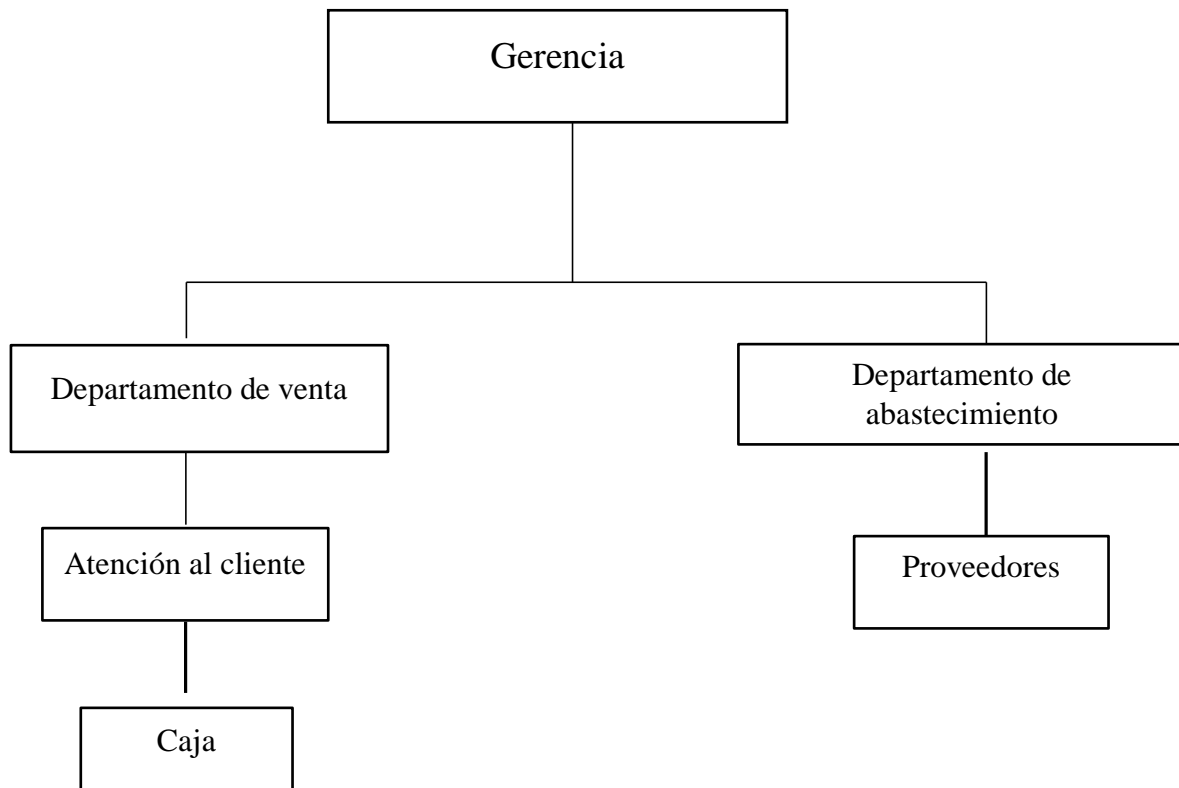 Gerencia
Departamento de venta
Departamento de
abastecimiento
Atención al cliente
Proveedores
Caja